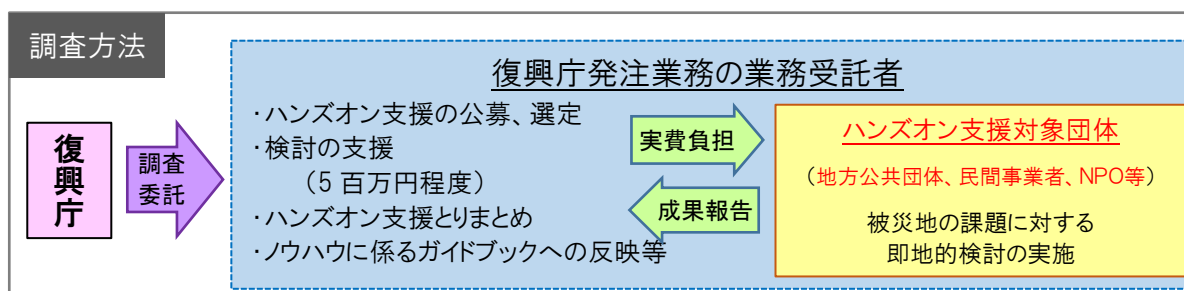 調査方法
復興庁
調査
委託
復興庁発注業務の業務受託者
・ハンズオン支援の公募、選定
・検討の支援
（5 百万円程度）
・ハンズオン支援とりまとめ
・ノウハウに係るガイドブックへの反映等
実費負担
成果報告
ハンズオン支援対象団体
（地方公共団体、民間事業者、NPO等）
被災地の課題に対する
即地的検討の実施